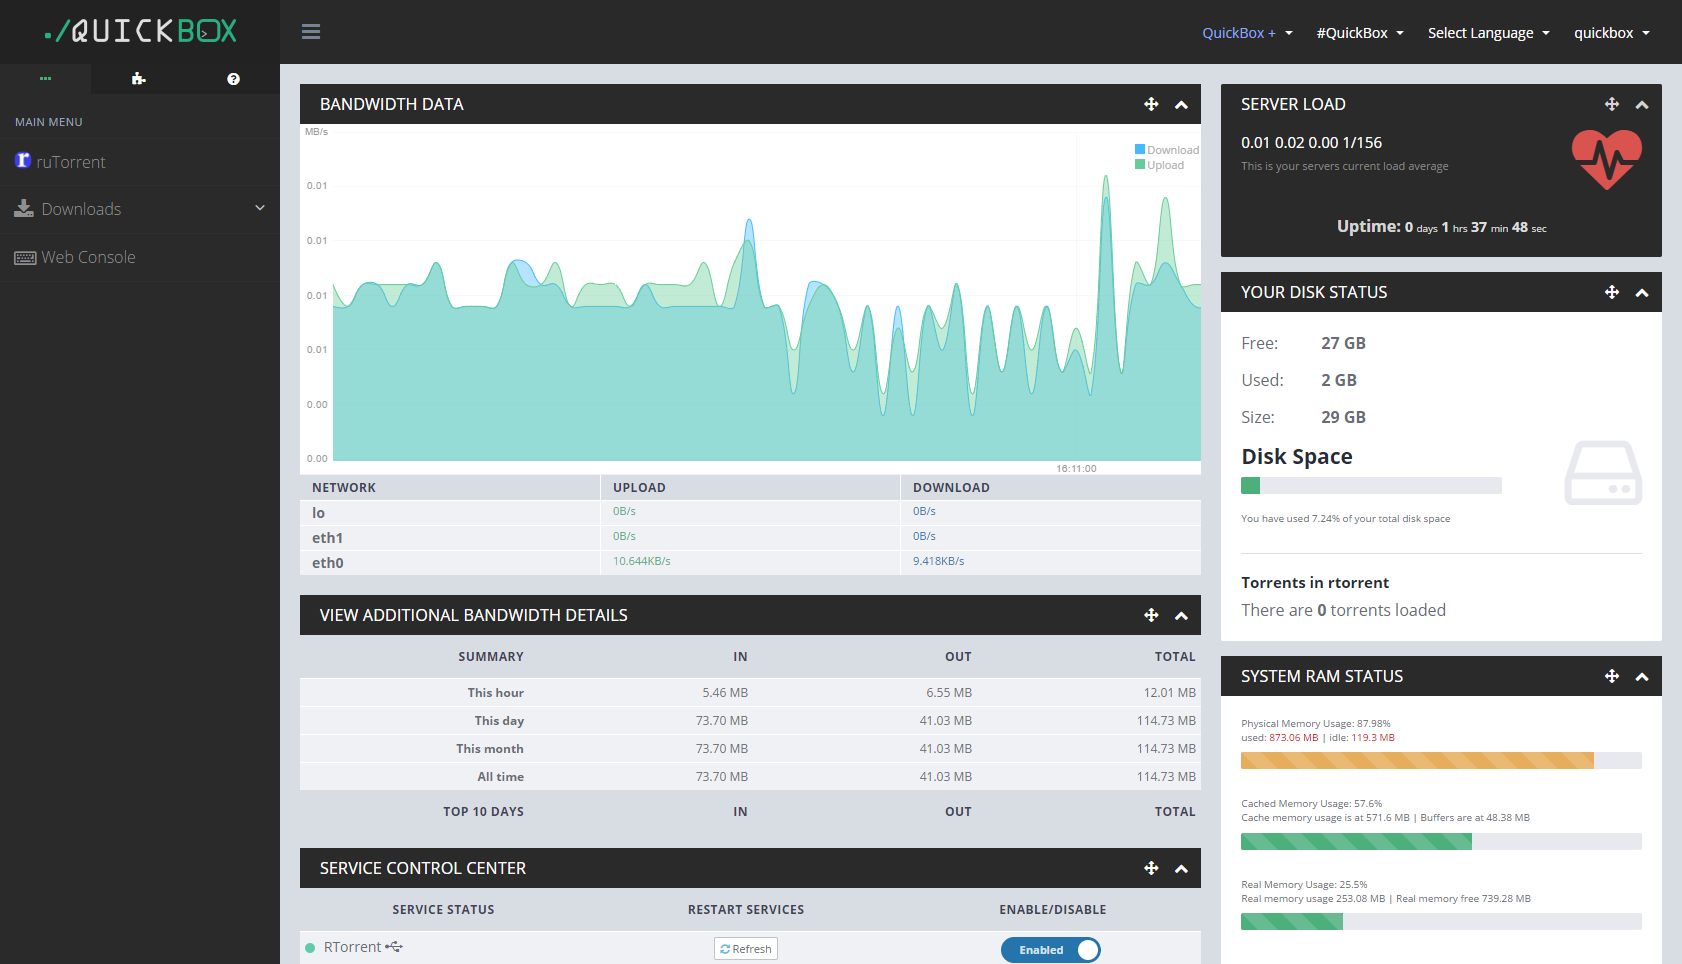 ./QUICKBOX
QuickBox +
#QuickBox
Select Language
quickbox
MAIN MENU
ruTorrent
Downloads
Web Console
BANDWIDTH DATA
MB/s
Download
Upload
0.01
0.01
0.01
0.01
0.00
0.00
16:11:00
NETWORK UPLOAD DOWNLOAD
lo 0B/s 0B/s
eth1 0B/s 0B/s
eth0 10.644KB/s 9.418KB/s
VIEW ADDITIONAL BANDWIDTH DETAILS
SUMMARY IN OUT TOTAL
This hour 5.46 MB 6.55 MB 12.01 MB
This day 73.70 MB 41.03 MB 114.73 MB
This month 73.70 MB 41.03 MB 114.73 MB
All time 73.70 MB 41.03 MB 114.73 MB
TOP 10 DAYS IN OUT TOTAL
SERVICE CONTROL CENTER
SERVICE STATUS RESTART SERVICES ENABLE/DISABLE
RTorrent Refresh Enabled
SERVER LOAD
0.01 0.02 0.00 1/156
This is your servers current load average
Uptime: 0 days 1 hrs 37 min 48 sec
YOUR DISK STATUS
Free: 27 GB
Used: 2 GB
Size: 29 GB
Disk Space
You have used 7.24% of your total disk space
Torrents in rtorrent
There are 0 torrents loaded
SYSTEM RAM STATUS
Physical Memory Usage: 87.98%
used: 873.06 MB | idle: 119.3 MB
Cached Memory Usage: 57.6%
Cache memory usage is at 571.6 MB | Buffers are at 48.38 MB
Real Memory Usage: 25.5%
Real memory usage 253.08 MB | Real memory free 739.28 MB